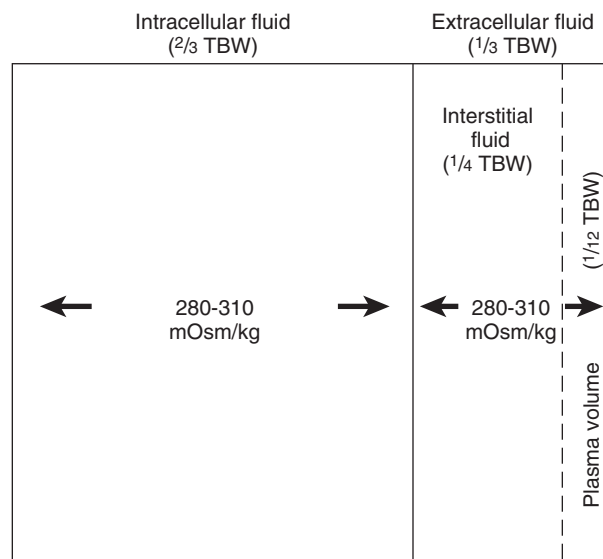 Intracellular fluid
(2/3 TBW)
Extracellular fluid
(1/3 TBW)
Interstitial
fluid
(1/4 TBW)
(1/12 TBW)
280-310
mOsm/kg
280-310
mOsm/kg
Plasma volume